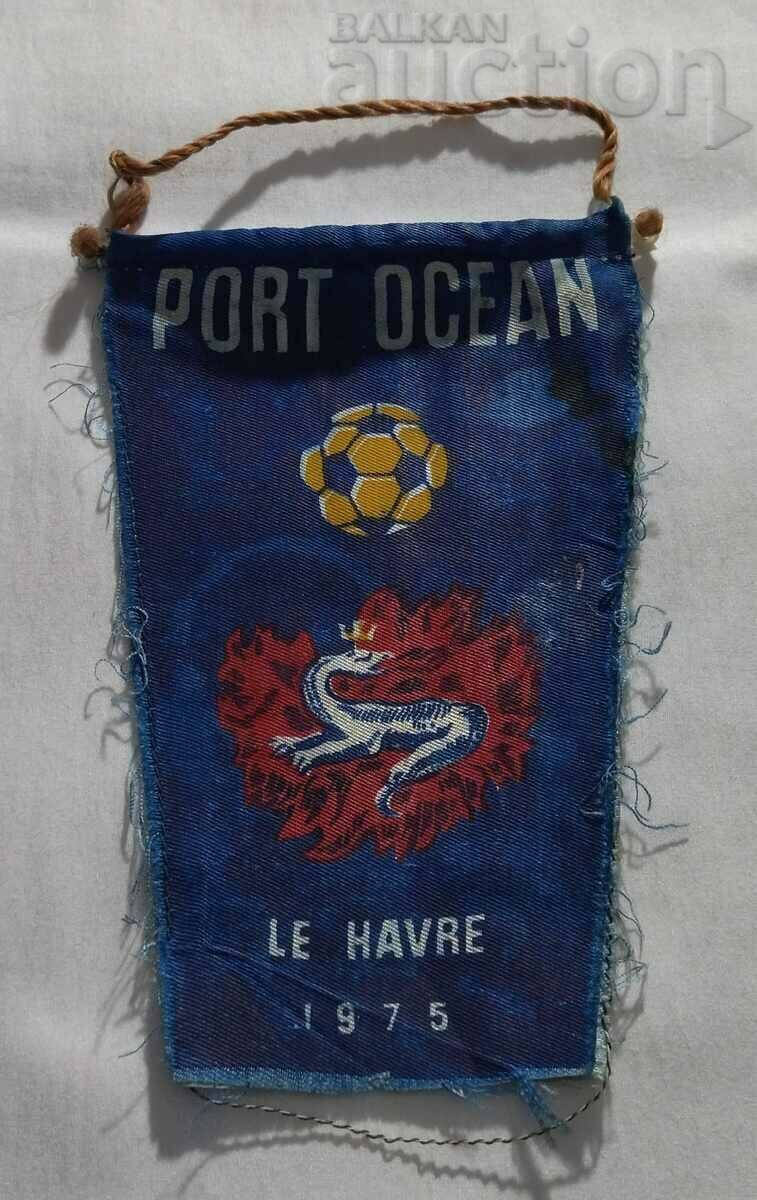 BALKAN
auction
PORT OCEAN
LE HAVRE
1975